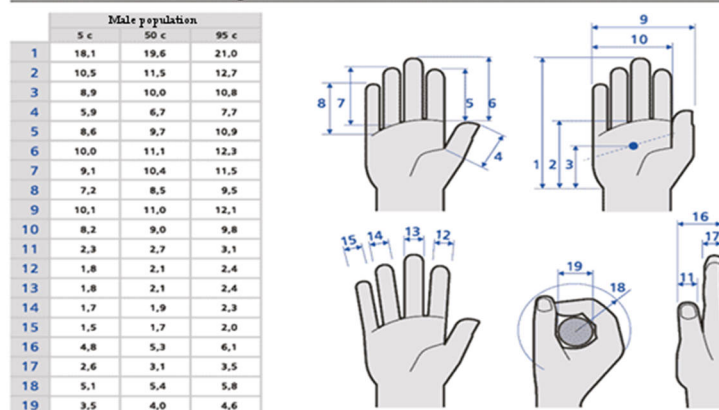 Male population
5 c 50 c 95 c
1 18,1 19,6 21,0
2 10,5 11,5 12,7
3 8,9 10,0 10,8
4 5,9 6,7 7,7
5 8,6 9,7 10,9
6 10,0 11,1 12,3
7 9,1 10,4 11,5
8 7,2 8,5 9,5
9 10,1 11,0 12,1
10 8,2 9,0 9,8
11 2,3 2,7 3,1
12 1,8 2,1 2,4
13 1,8 2,1 2,4
14 1,7 1,9 2,3
15 1,5 1,7 2,0
16 4,8 5,3 6,1
17 2,6 3,1 3,5
18 5,1 5,4 5,8
19 3,5 4,0 4,6
8 7 5 6
4
9
10
1 2 3
15 14 13 12
19
18
16
17
11